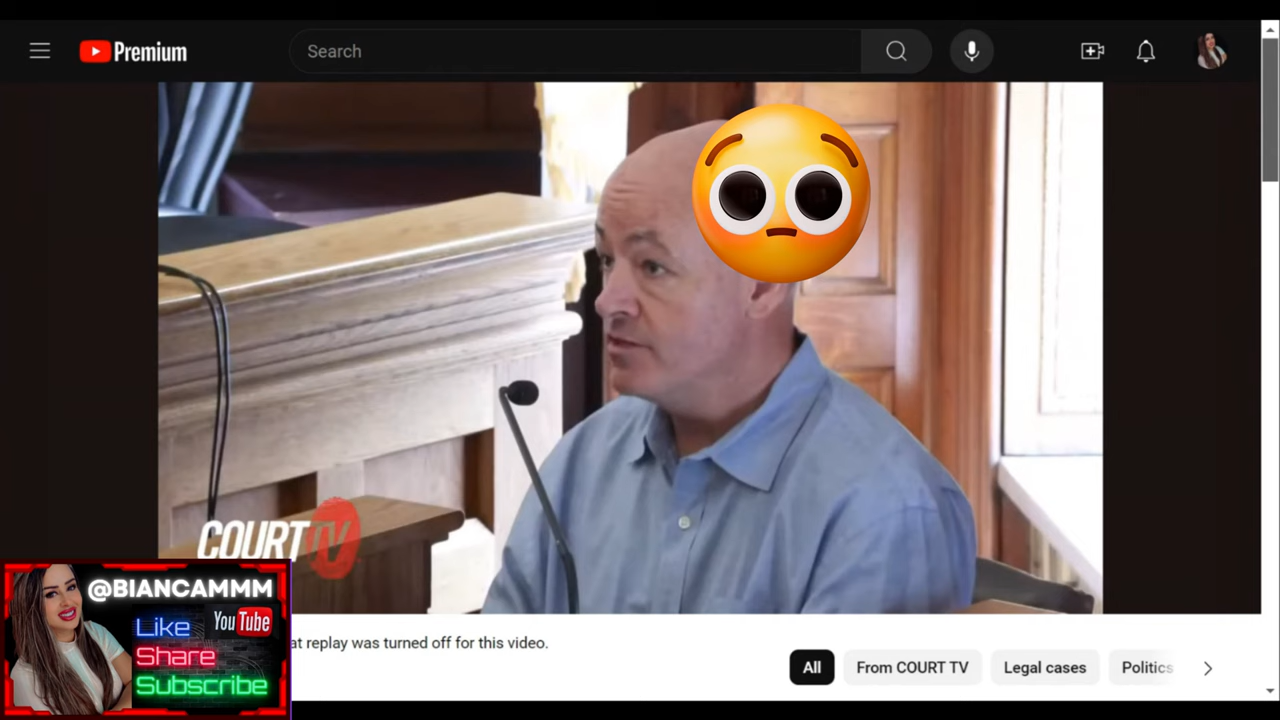 Premium
Search
COURT TV
@BIANCAMMM
YouTube
Like
Share
Subscribe
at replay was turned off for this video.
All
From COURT TV
Legal cases
Politics